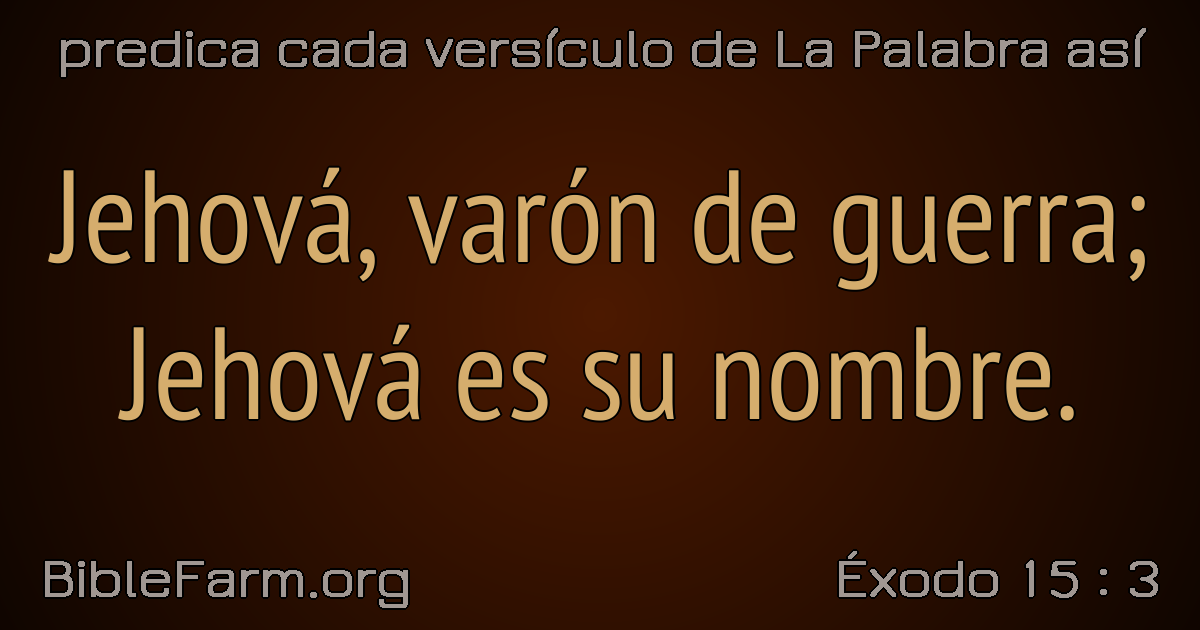 predica cada versículo de La Palabra así
Jehová, varón de guerra;
Jehová es su nombre.
BibleFarm.org
Éxodo 15 : 3